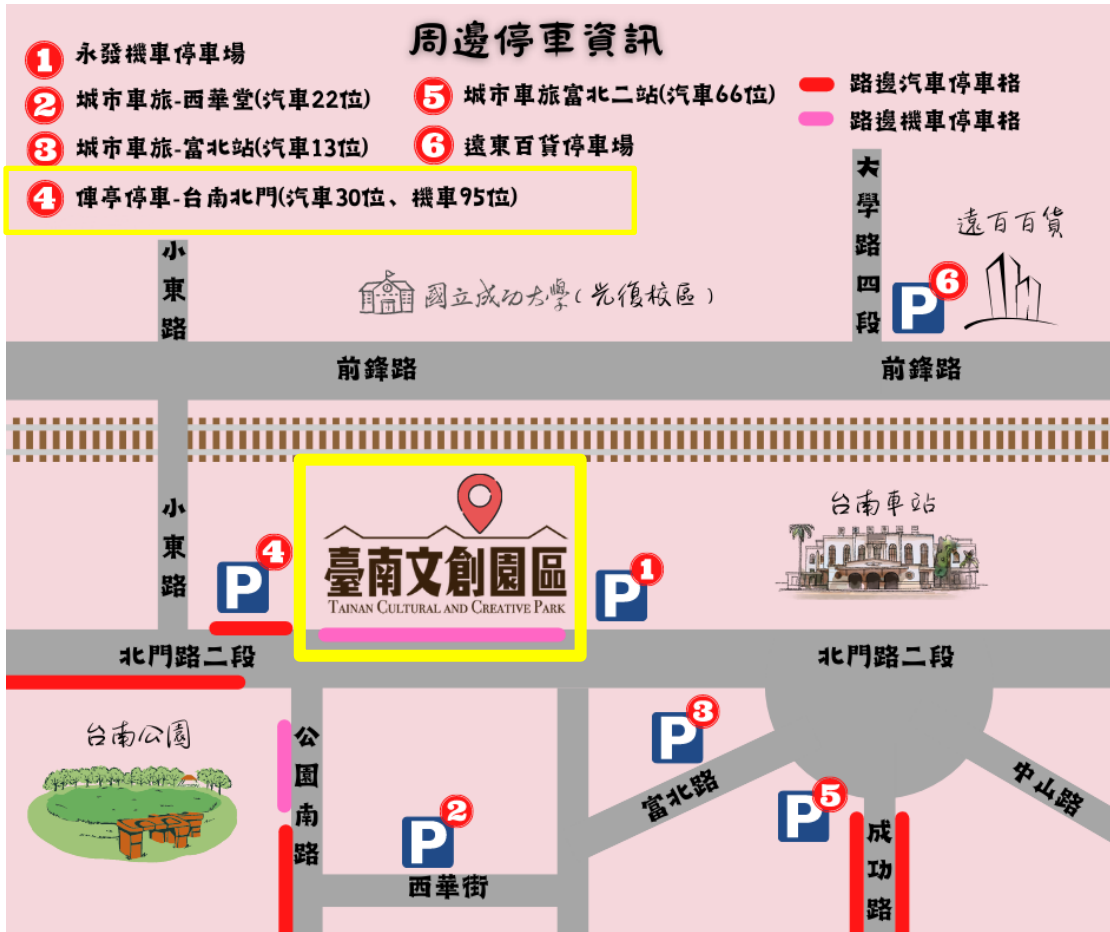 周邊停車資訊
1 永發機車停車場
2 城市車旅-西華堂(汽車22位)
3 城市車旅-富北站(汽車13位)
4 俥亭停車-台南北門(汽車30位、機車95位)
5 城市車旅富北二站(汽車66位)
6 遠東百貨停車場
路邊汽車停車格
路邊機車停車格
小東路
國立成功大學(光復校區)
大學路四段
遠百百貨
P 6
前鋒路
前鋒路
小東路
P 4
臺南文創園區
TAINAN CULTURAL AND CREATIVE PARK
P 1
台南車站
北門路二段
北門路二段
台南公園
公園南路
P 2
西華街
P 3
富北路
P 5
成功路
中山路